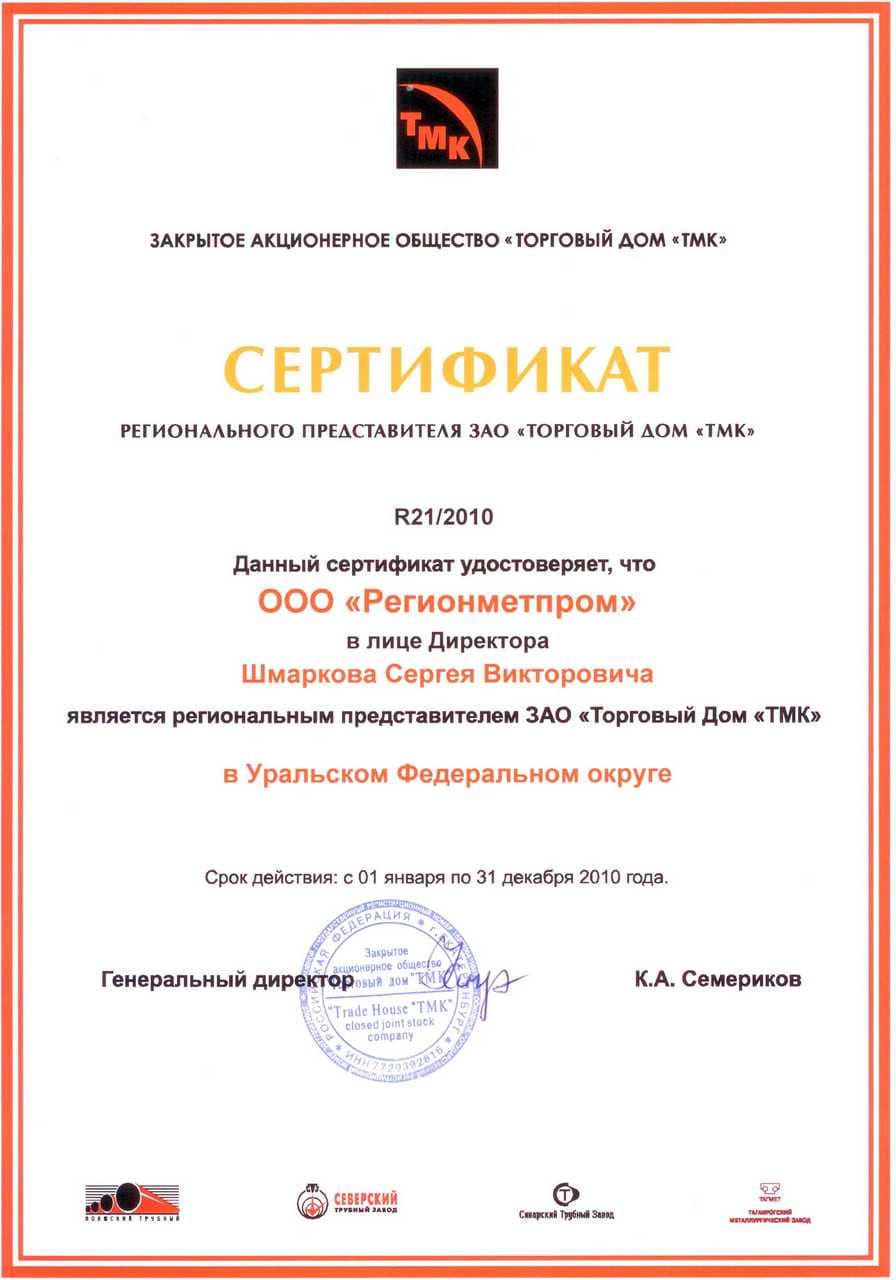 ТМК
ЗАКРЫТОЕ АКЦИОНЕРНОЕ ОБЩЕСТВО «ТОРГОВЫЙ ДОМ «ТМК»
СЕРТИФИКАТ
РЕГИОНАЛЬНОГО ПРЕДСТАВИТЕЛЯ ЗАО «ТОРГОВЫЙ ДОМ «ТМК»
R21/2010
Данный сертификат удостоверяет, что
ООО «Регионметпром»
в лице Директора
Шмаркова Сергея Викторовича
является региональным представителем ЗАО «Торговый Дом «ТМК»
в Уральском Федеральном округе
Срок действия: с 01 января по 31 декабря 2010 года.
РОССИЙСКАЯ ФЕДЕРАЦИЯ
Закрытое
акционерное общество
торговый дом "ТМК"
Генеральный директор
К.А. Семериков
"Trade House "TMK"
closed joint stock
company
ИНН 7729392616
ВОЛЖСКИЙ ТРУБНЫЙ
СЕВЕРСКИЙ
ТРУБНЫЙ ЗАВОД
Синарский Трубный Завод
ТАГМЕТ
ТАГАНРОГСКИЙ
МЕТАЛЛУРГИЧЕСКИЙ ЗАВОД